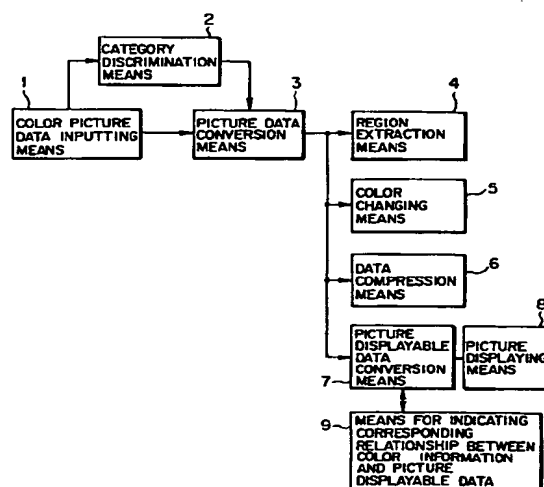 2
CATEGORY
DISCRIMINATION
MEANS
1
COLOR PICTURE
DATA INPUTTING
MEANS
3
PICTURE DATA
CONVERSION
MEANS
4
REGION
EXTRACTION
MEANS
5
COLOR
CHANGING
MEANS
6
DATA
COMPRESSION
MEANS
7
PICTURE
DISPLAYABLE
DATA
CONVERSION
MEANS
8
PICTURE
DISPLAYING
MEANS
9
MEANS FOR INDICATING
CORRESPONDING
RELATIONSHIP BETWEEN
COLOR INFORMATION
AND PICTURE
DISPLAYABLE DATA